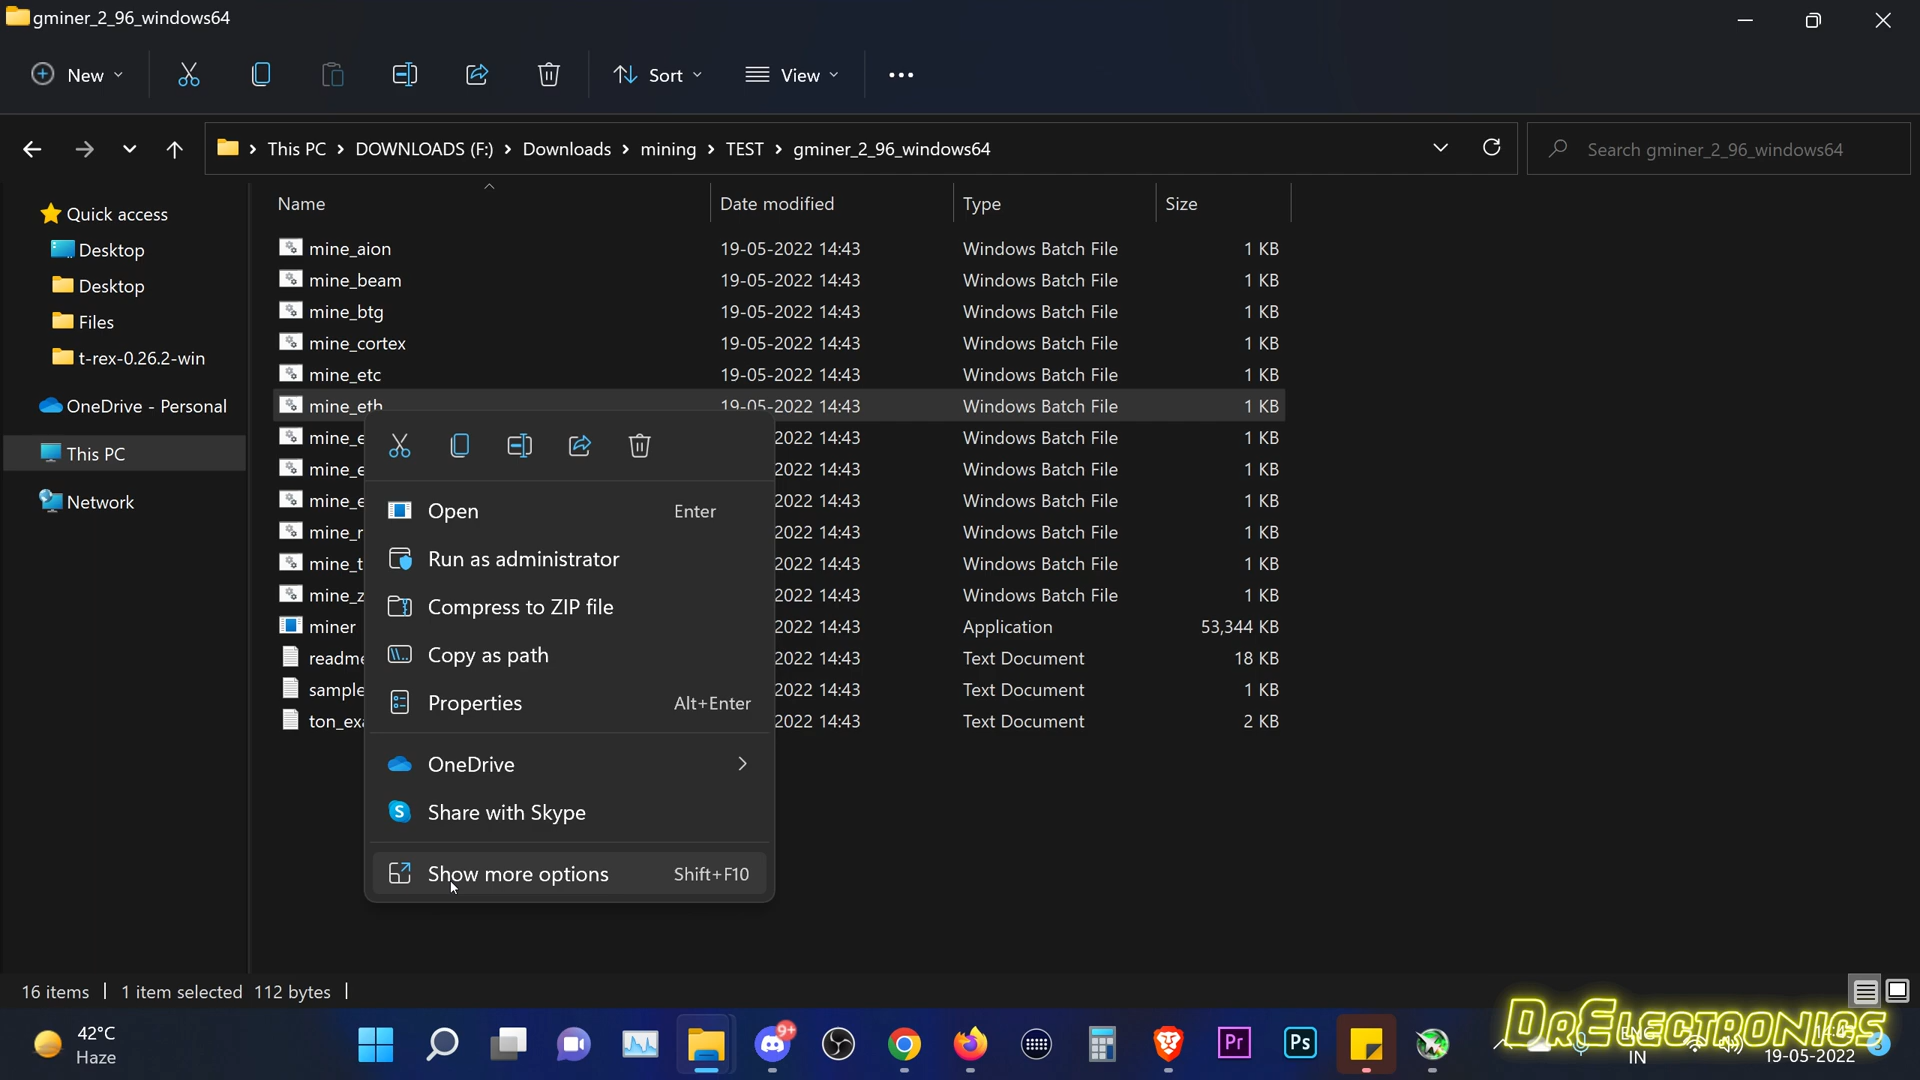 gminer_2_96_windows64
New
Sort
View
This PC > DOWNLOADS (F:) > Downloads > mining > TEST > gminer_2_96_windows64
Search gminer_2_96_windows64
Quick access
Desktop
Desktop
Files
t-rex-0.26.2-win
OneDrive - Personal
This PC
Network
Name Date modified Type Size
mine_aion 19-05-2022 14:43 Windows Batch File 1 KB
mine_beam 19-05-2022 14:43 Windows Batch File 1 KB
mine_btg 19-05-2022 14:43 Windows Batch File 1 KB
mine_cortex 19-05-2022 14:43 Windows Batch File 1 KB
mine_etc 19-05-2022 14:43 Windows Batch File 1 KB
mine_eth 19-05-2022 14:43 Windows Batch File 1 KB
mine_e 2022 14:43 Windows Batch File 1 KB
mine_e 2022 14:43 Windows Batch File 1 KB
mine_e 2022 14:43 Windows Batch File 1 KB
mine_r 2022 14:43 Windows Batch File 1 KB
mine_t 2022 14:43 Windows Batch File 1 KB
mine_z 2022 14:43 Windows Batch File 1 KB
miner 2022 14:43 Application 53,344 KB
readme 2022 14:43 Text Document 18 KB
sample 2022 14:43 Text Document 1 KB
ton_exa 2022 14:43 Text Document 2 KB
Open Enter
Run as administrator
Compress to ZIP file
Copy as path
Properties Alt+Enter
OneDrive
Share with Skype
Show more options Shift+F10
16 items 1 item selected 112 bytes
42°C
Haze
9+
Pr
Ps
DrElectronics
ENG
IN
19-05-2022